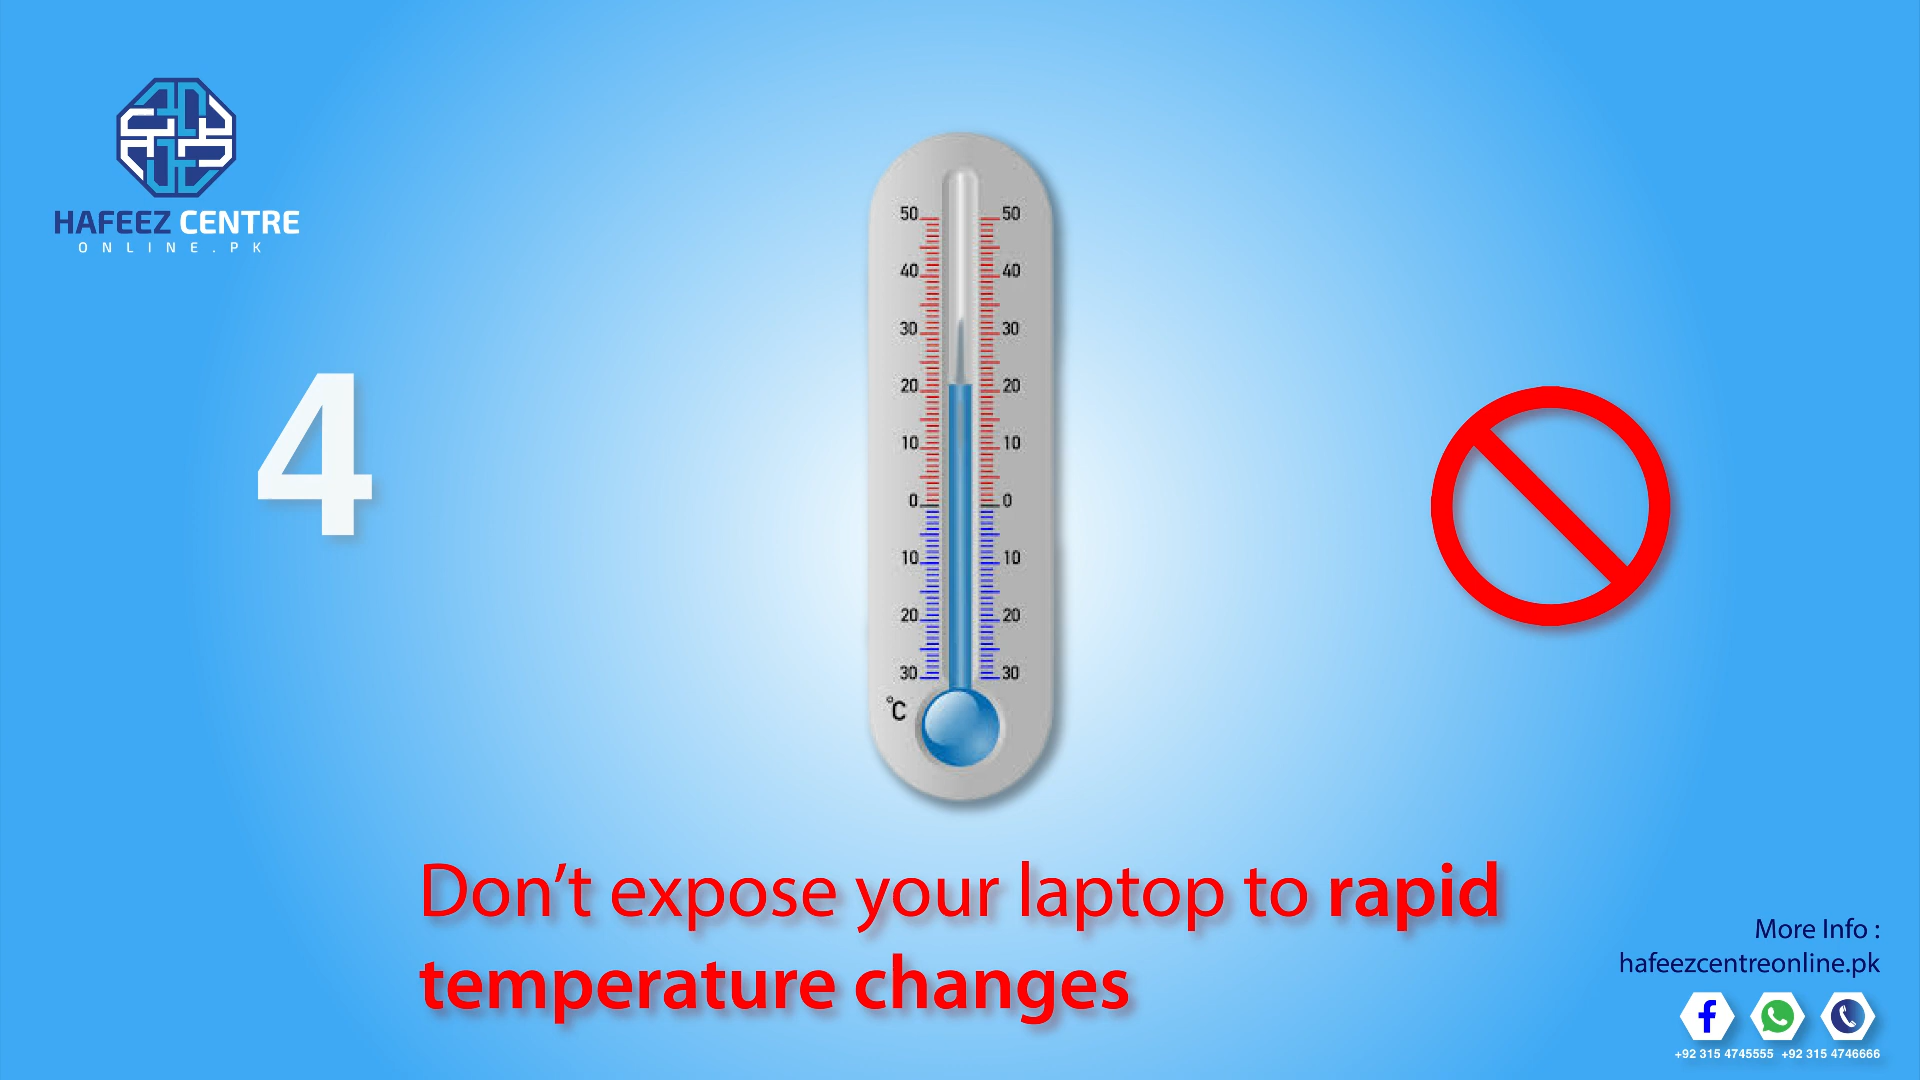 HAFEEZ CENTRE
ONLINE.PK
4
50 50
40 40
30 30
20 20
10 10
0 0
10 10
20 20
30 30
°C
Don’t expose your laptop to rapid
temperature changes
More Info :
hafeezcentreonline.pk
+92 315 4745555 +92 315 4746666